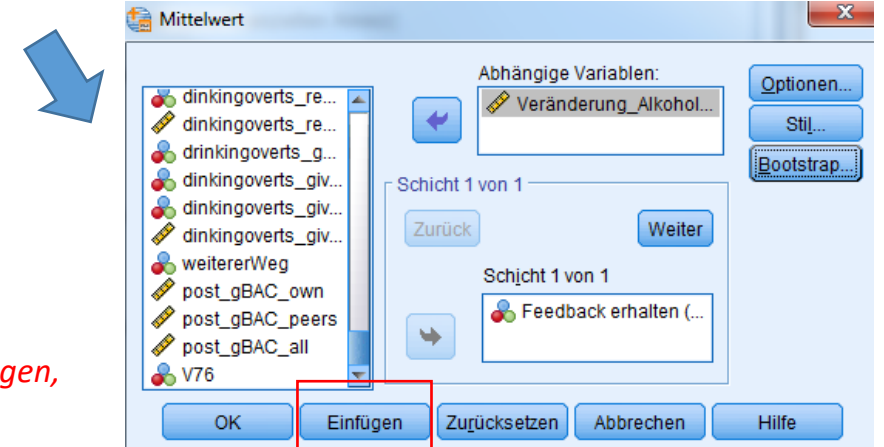 Mittelwert
Abhängige Variablen:
dinkingoverts_re...
dinkingoverts_re...
drinkingoverts_g...
dinkingoverts_giv...
dinkingoverts_giv...
dinkingoverts_giv...
weitererWeg
post_gBAC_own
post_gBAC_peers
post_gBAC_all
V76
Veränderung_Alkohol...
Optionen...
Stil...
Bootstrap...
Schicht 1 von 1
Zurück
Weiter
Schicht 1 von 1
Feedback erhalten (...
gen,
OK
Einfügen
Zurücksetzen
Abbrechen
Hilfe